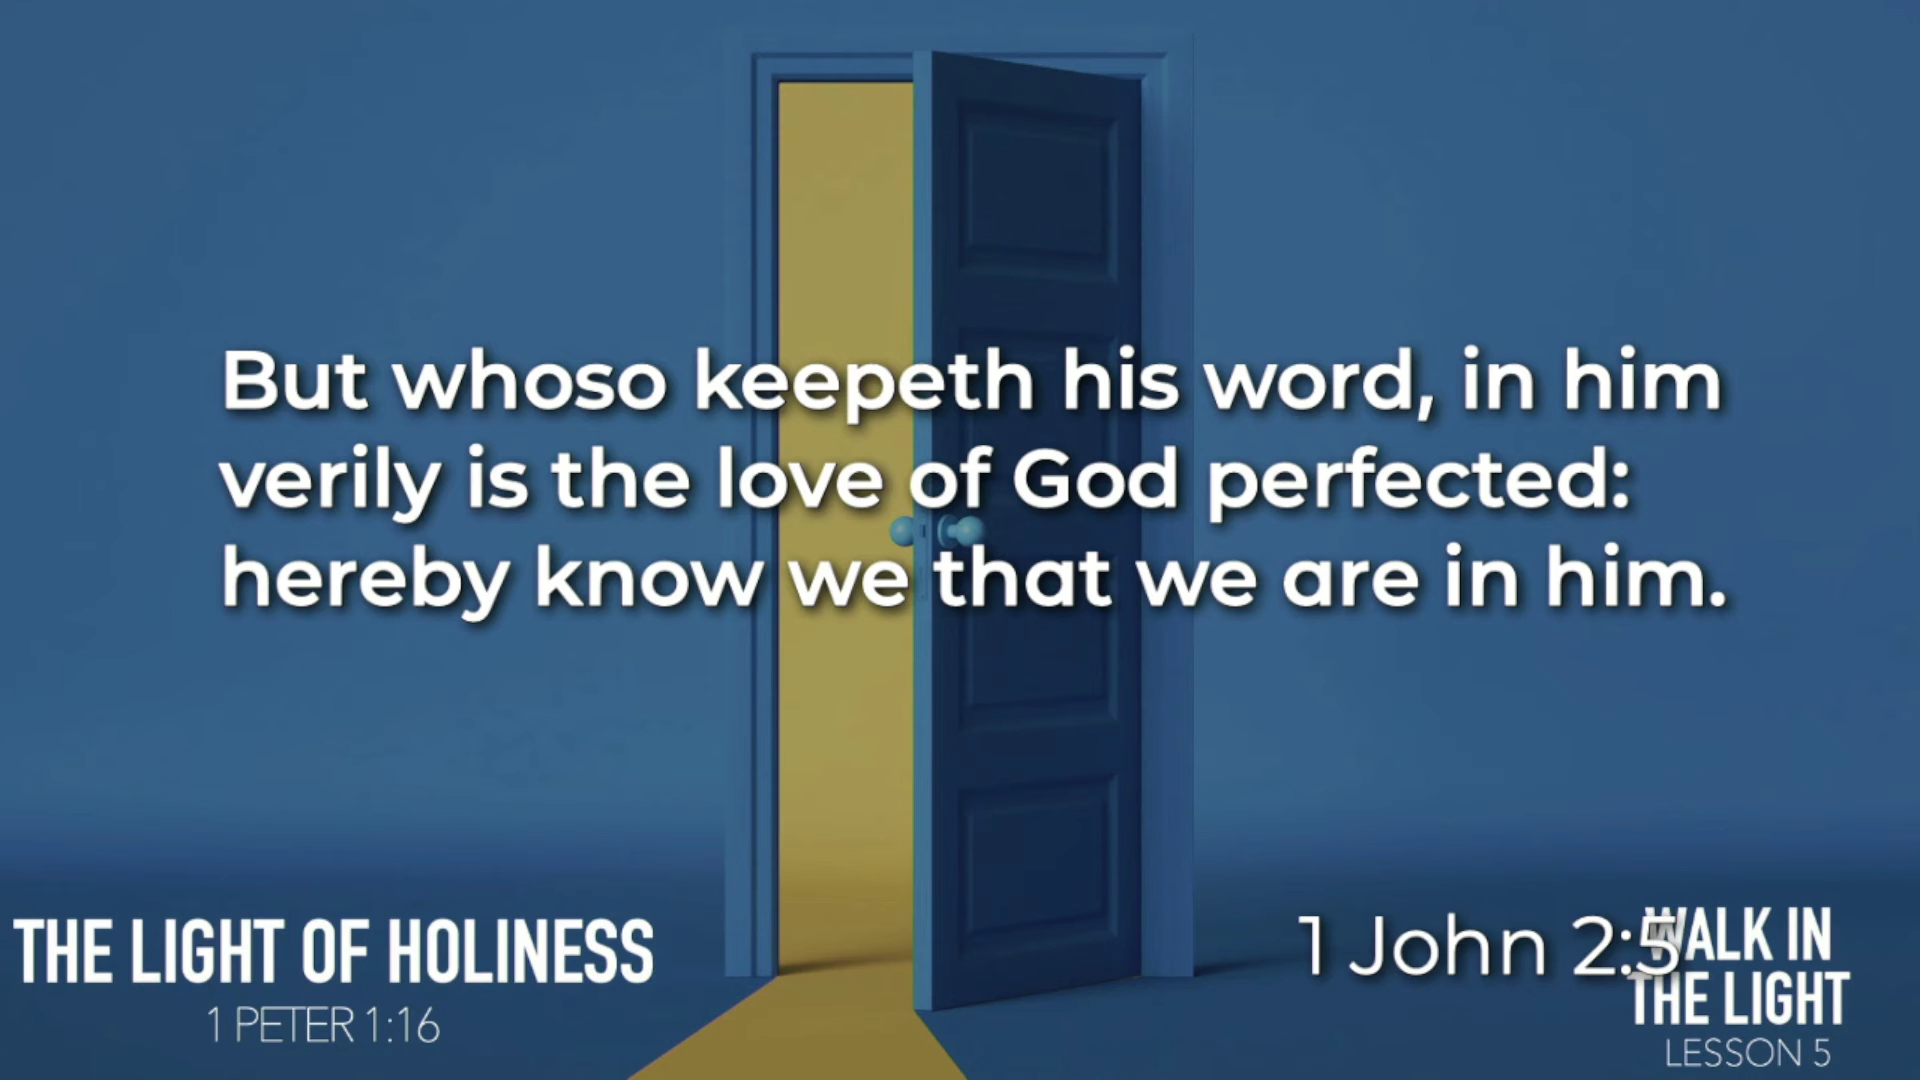 But whoso keepeth his word, in him
verily is the love of God perfected:
hereby know we that we are in him.
THE LIGHT OF HOLINESS
1 PETER 1:16
1 John 2:5
WALK IN
THE LIGHT
LESSON 5